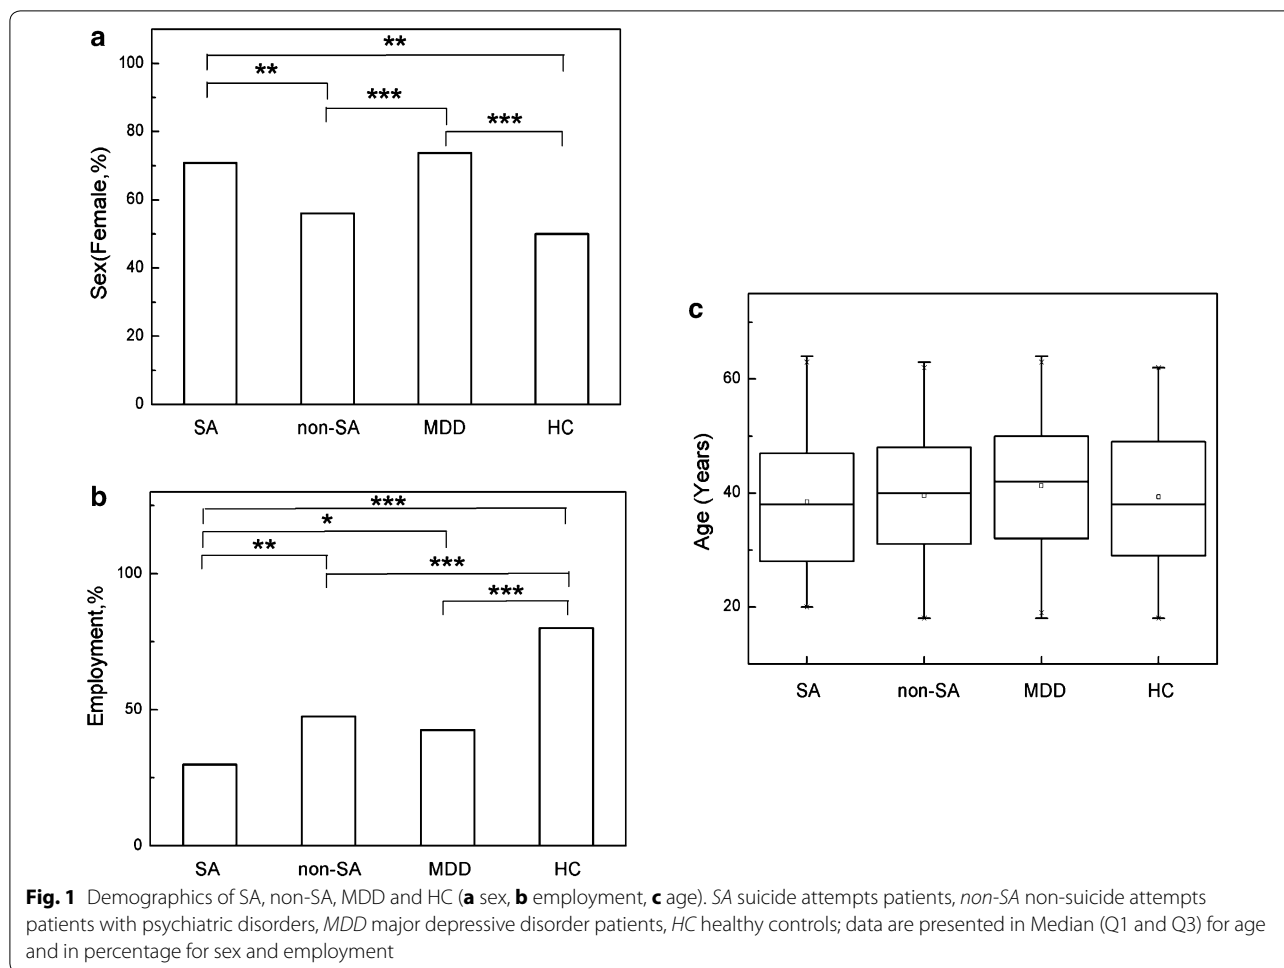 a
**
**
***
***
100
80
60
40
20
0
Sex(Female,%)
SA non-SA MDD HC
b
***
*
**
***
***
100
50
0
Employment,%
SA non-SA MDD HC
c
60
40
20
Age (Years)
SA non-SA MDD HC
Fig. 1 Demographics of SA, non-SA, MDD and HC (a sex, b employment, c age). SA suicide attempts patients, non-SA non-suicide attempts
patients with psychiatric disorders, MDD major depressive disorder patients, HC healthy controls; data are presented in Median (Q1 and Q3) for age
and in percentage for sex and employment